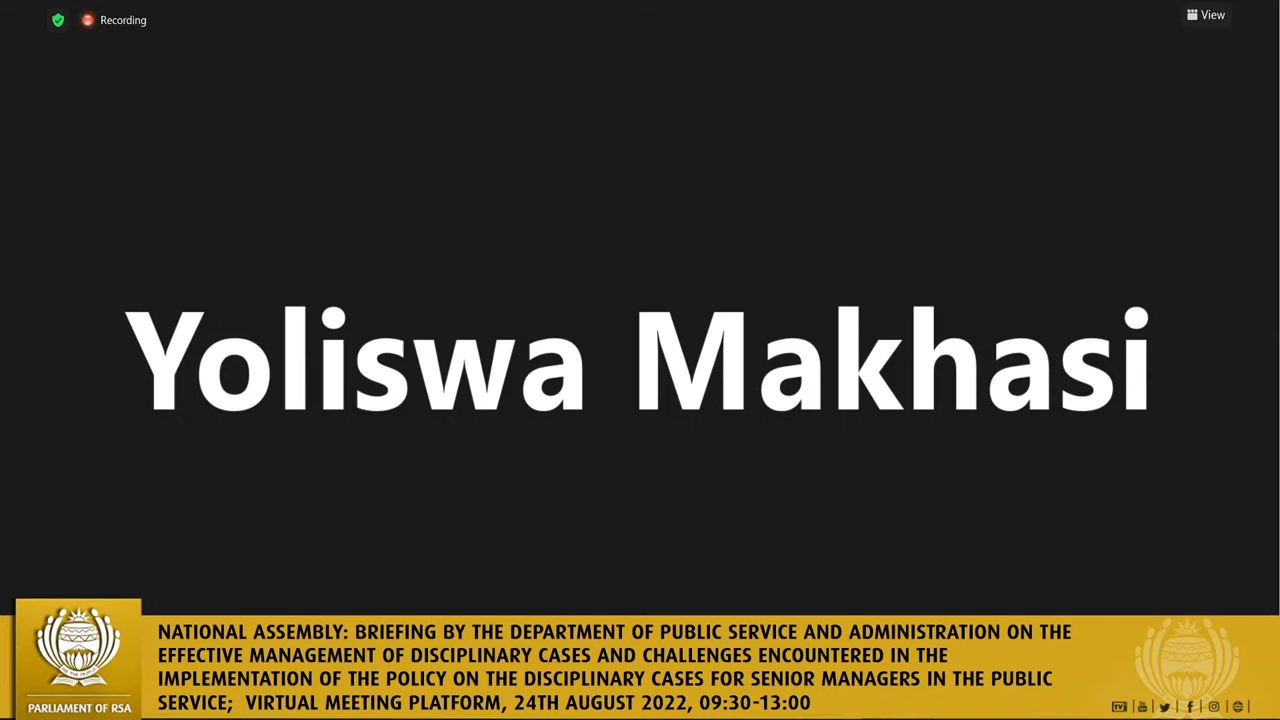 Recording
View
Yoliswa Makhasi
NATIONAL ASSEMBLY: BRIEFING BY THE DEPARTMENT OF PUBLIC SERVICE AND ADMINISTRATION ON THE
EFFECTIVE MANAGEMENT OF DISCIPLINARY CASES AND CHALLENGES ENCOUNTERED IN THE
IMPLEMENTATION OF THE POLICY ON THE DISCIPLINARY CASES FOR SENIOR MANAGERS IN THE PUBLIC
SERVICE; VIRTUAL MEETING PLATFORM, 24TH AUGUST 2022, 09:30-13:00
PARLIAMENT OF RSA